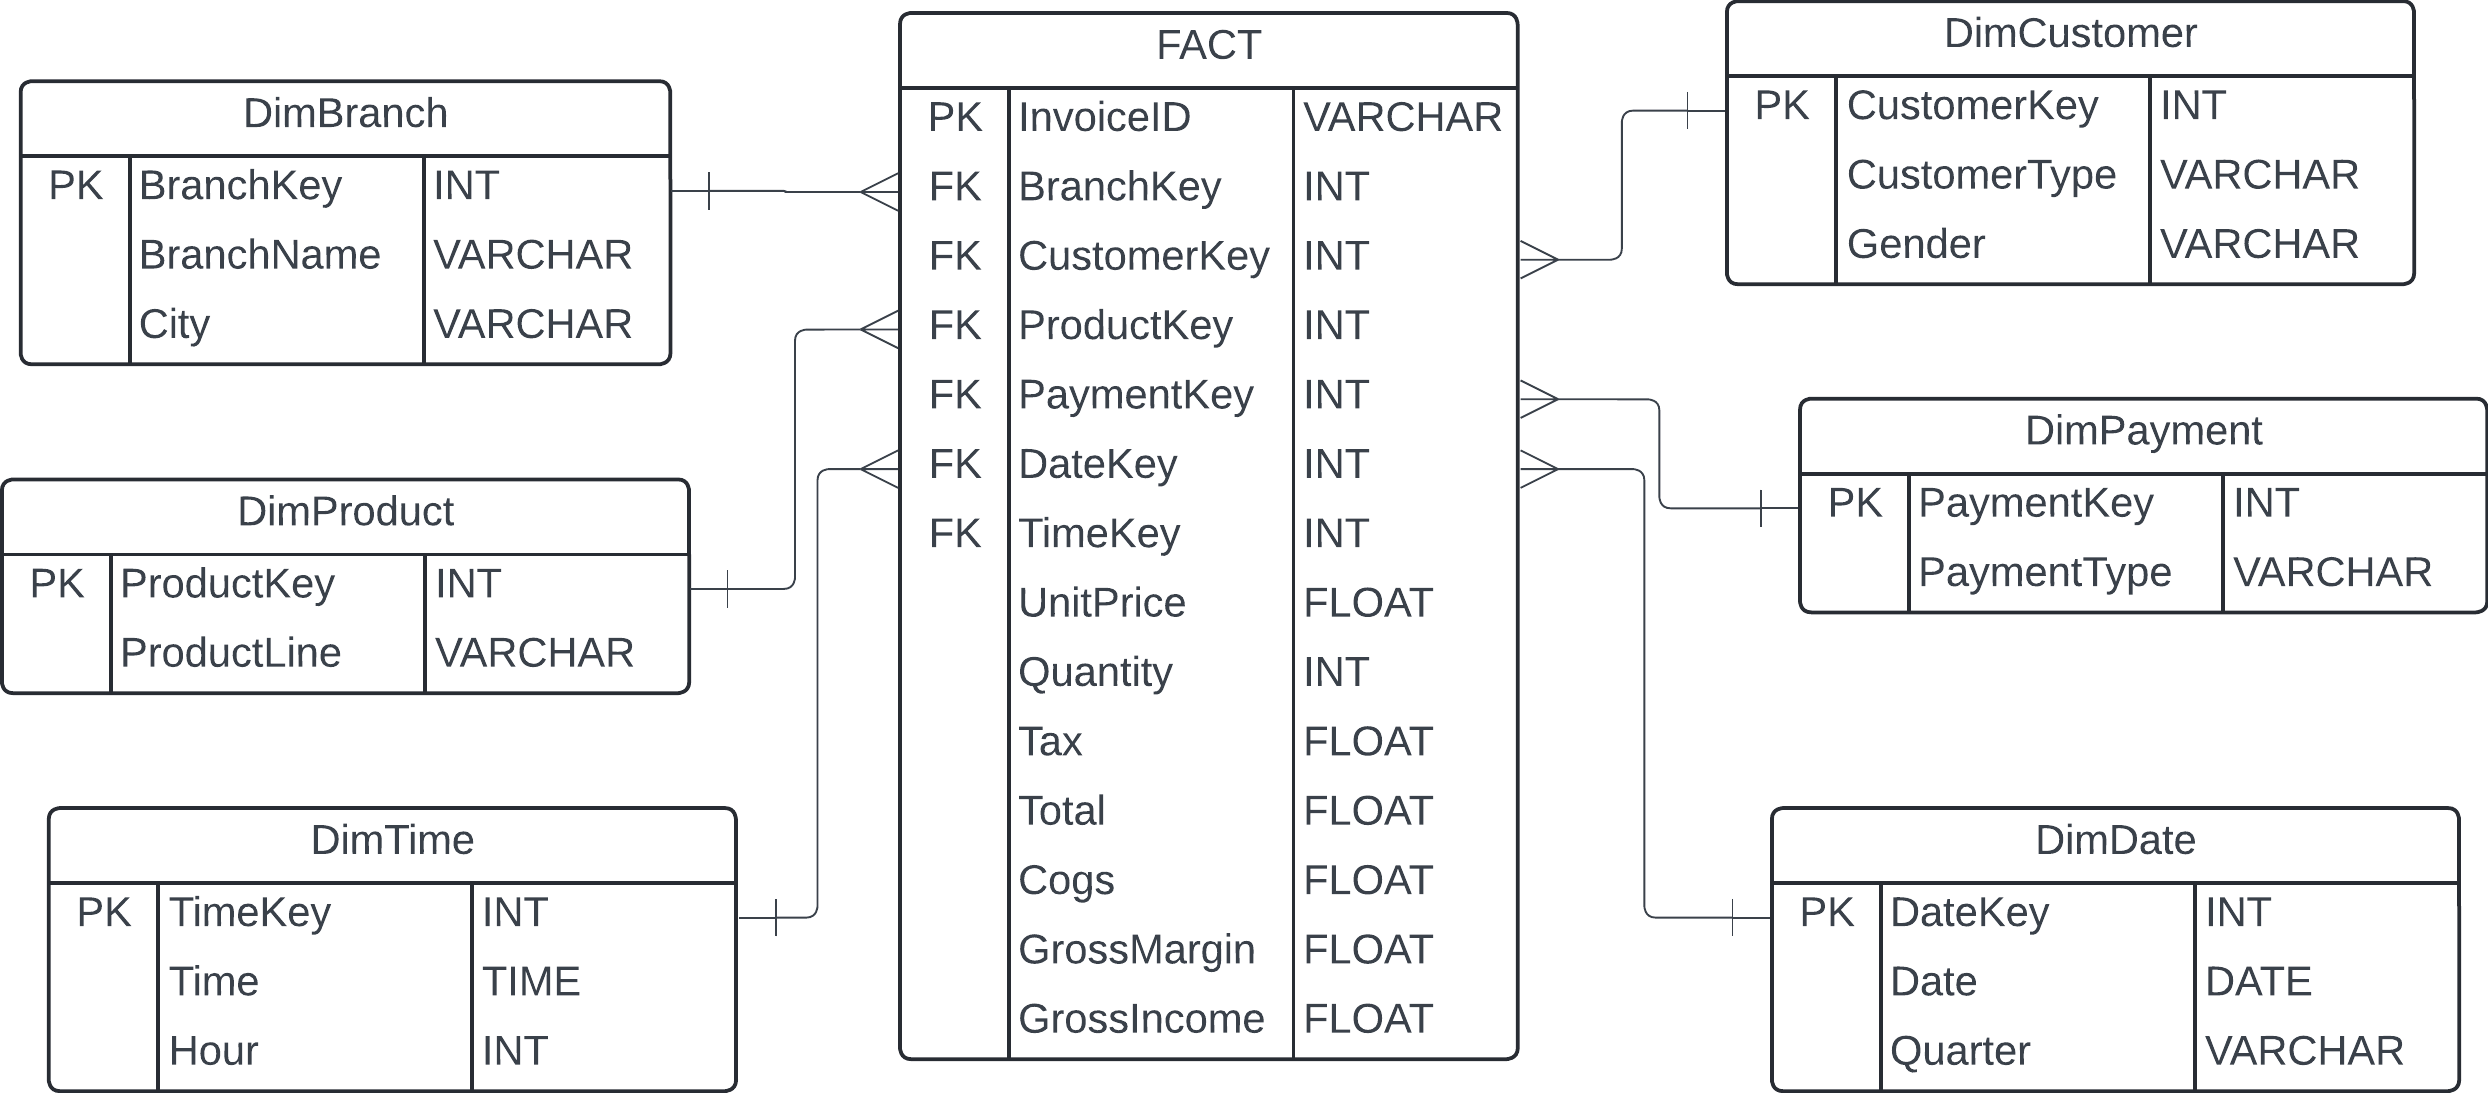 DimBranch
PK BranchKey INT
BranchName VARCHAR
City VARCHAR
DimProduct
PK ProductKey INT
ProductLine VARCHAR
DimTime
PK TimeKey INT
Time TIME
Hour INT
FACT
PK InvoiceID VARCHAR
FK BranchKey INT
FK CustomerKey INT
FK ProductKey INT
FK PaymentKey INT
FK DateKey INT
FK TimeKey INT
UnitPrice FLOAT
Quantity INT
Tax FLOAT
Total FLOAT
Cogs FLOAT
GrossMargin FLOAT
GrossIncome FLOAT
DimCustomer
PK CustomerKey INT
CustomerType VARCHAR
Gender VARCHAR
DimPayment
PK PaymentKey INT
PaymentType VARCHAR
DimDate
PK DateKey INT
Date DATE
Quarter VARCHAR